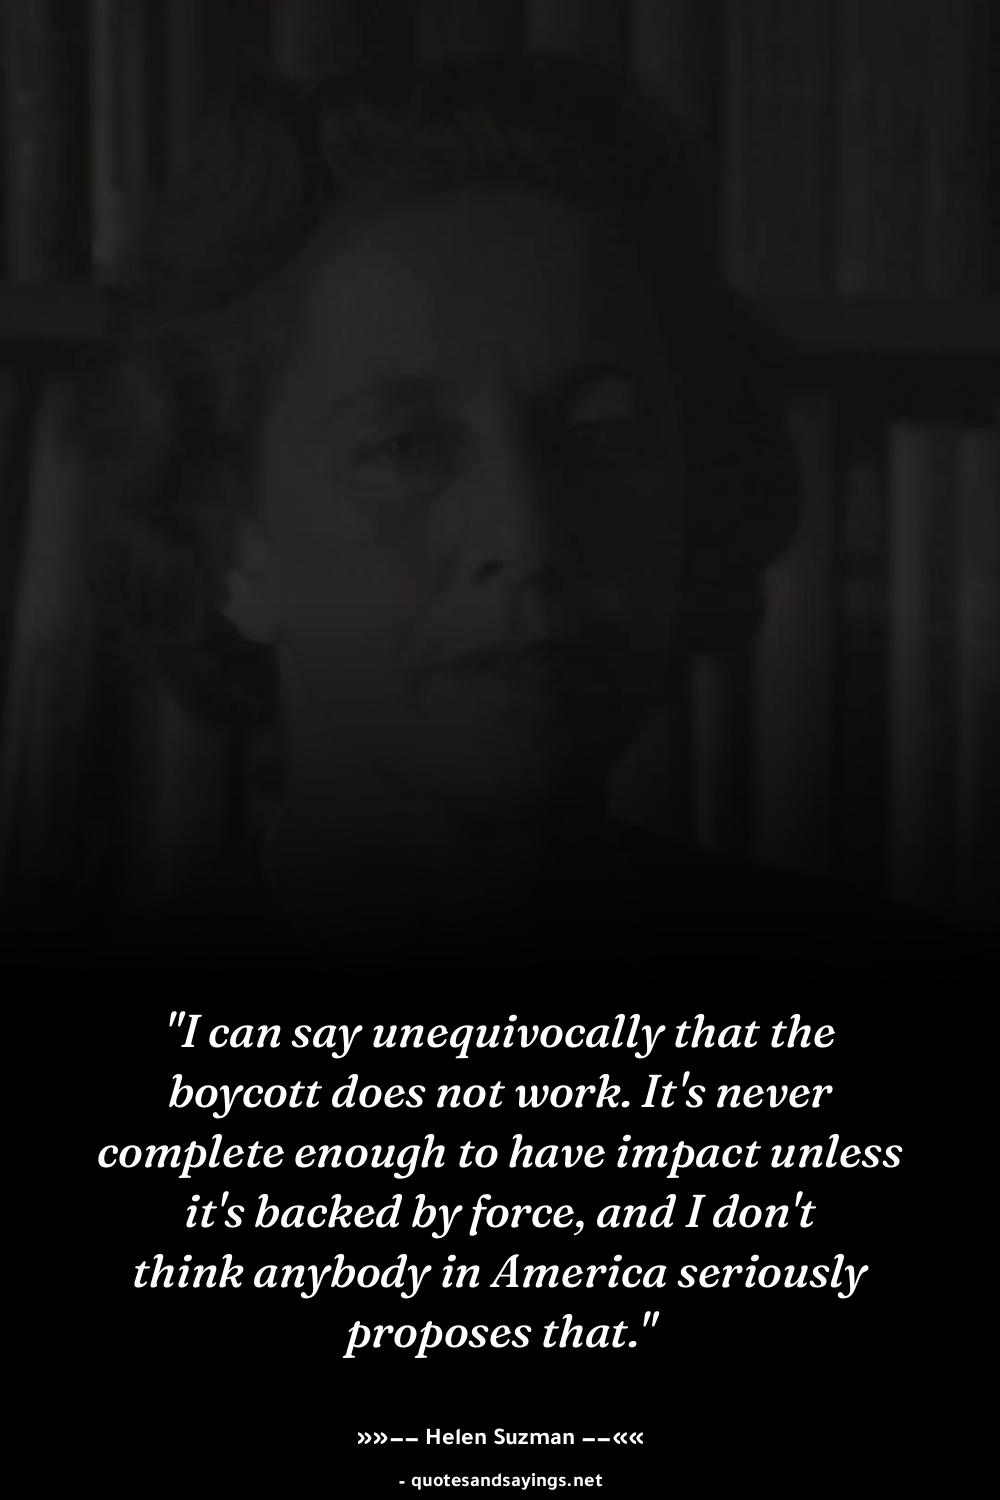 "I can say unequivocally that the
boycott does not work. It's never
complete enough to have impact unless
it's backed by force, and I don't
think anybody in America seriously
proposes that."
»»−− Helen Suzman −−««
- quotesandsayings.net